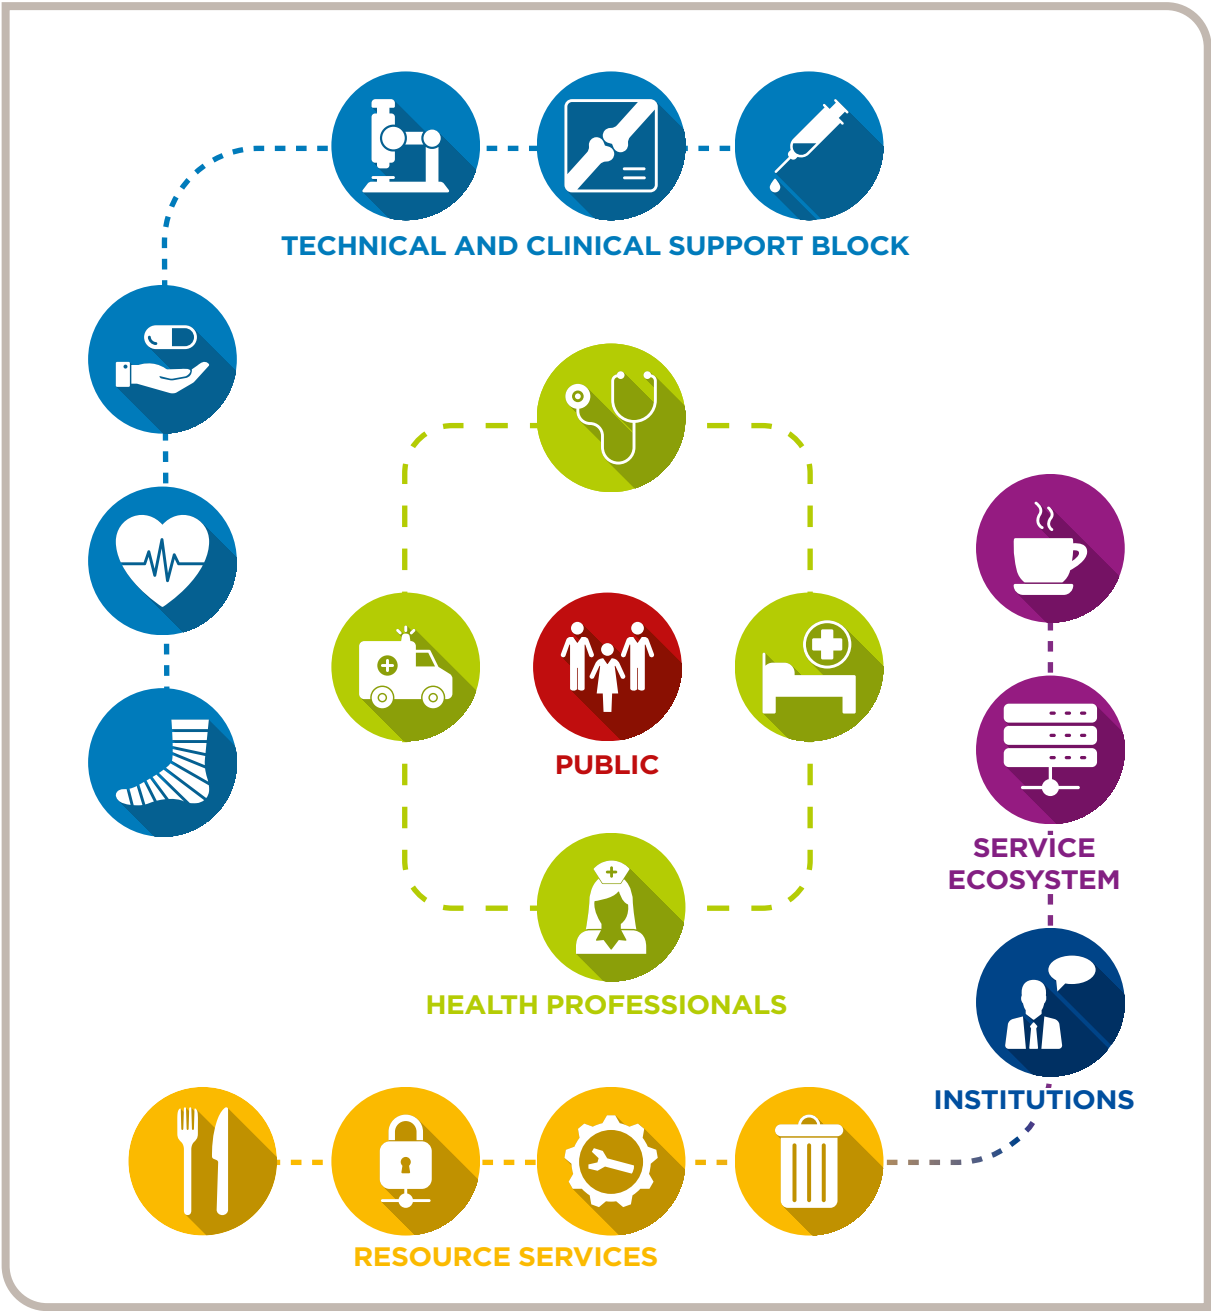 TECHNICAL AND CLINICAL SUPPORT BLOCK
PUBLIC
SERVICE
ECOSYSTEM
HEALTH PROFESSIONALS
INSTITUTIONS
RESOURCE SERVICES